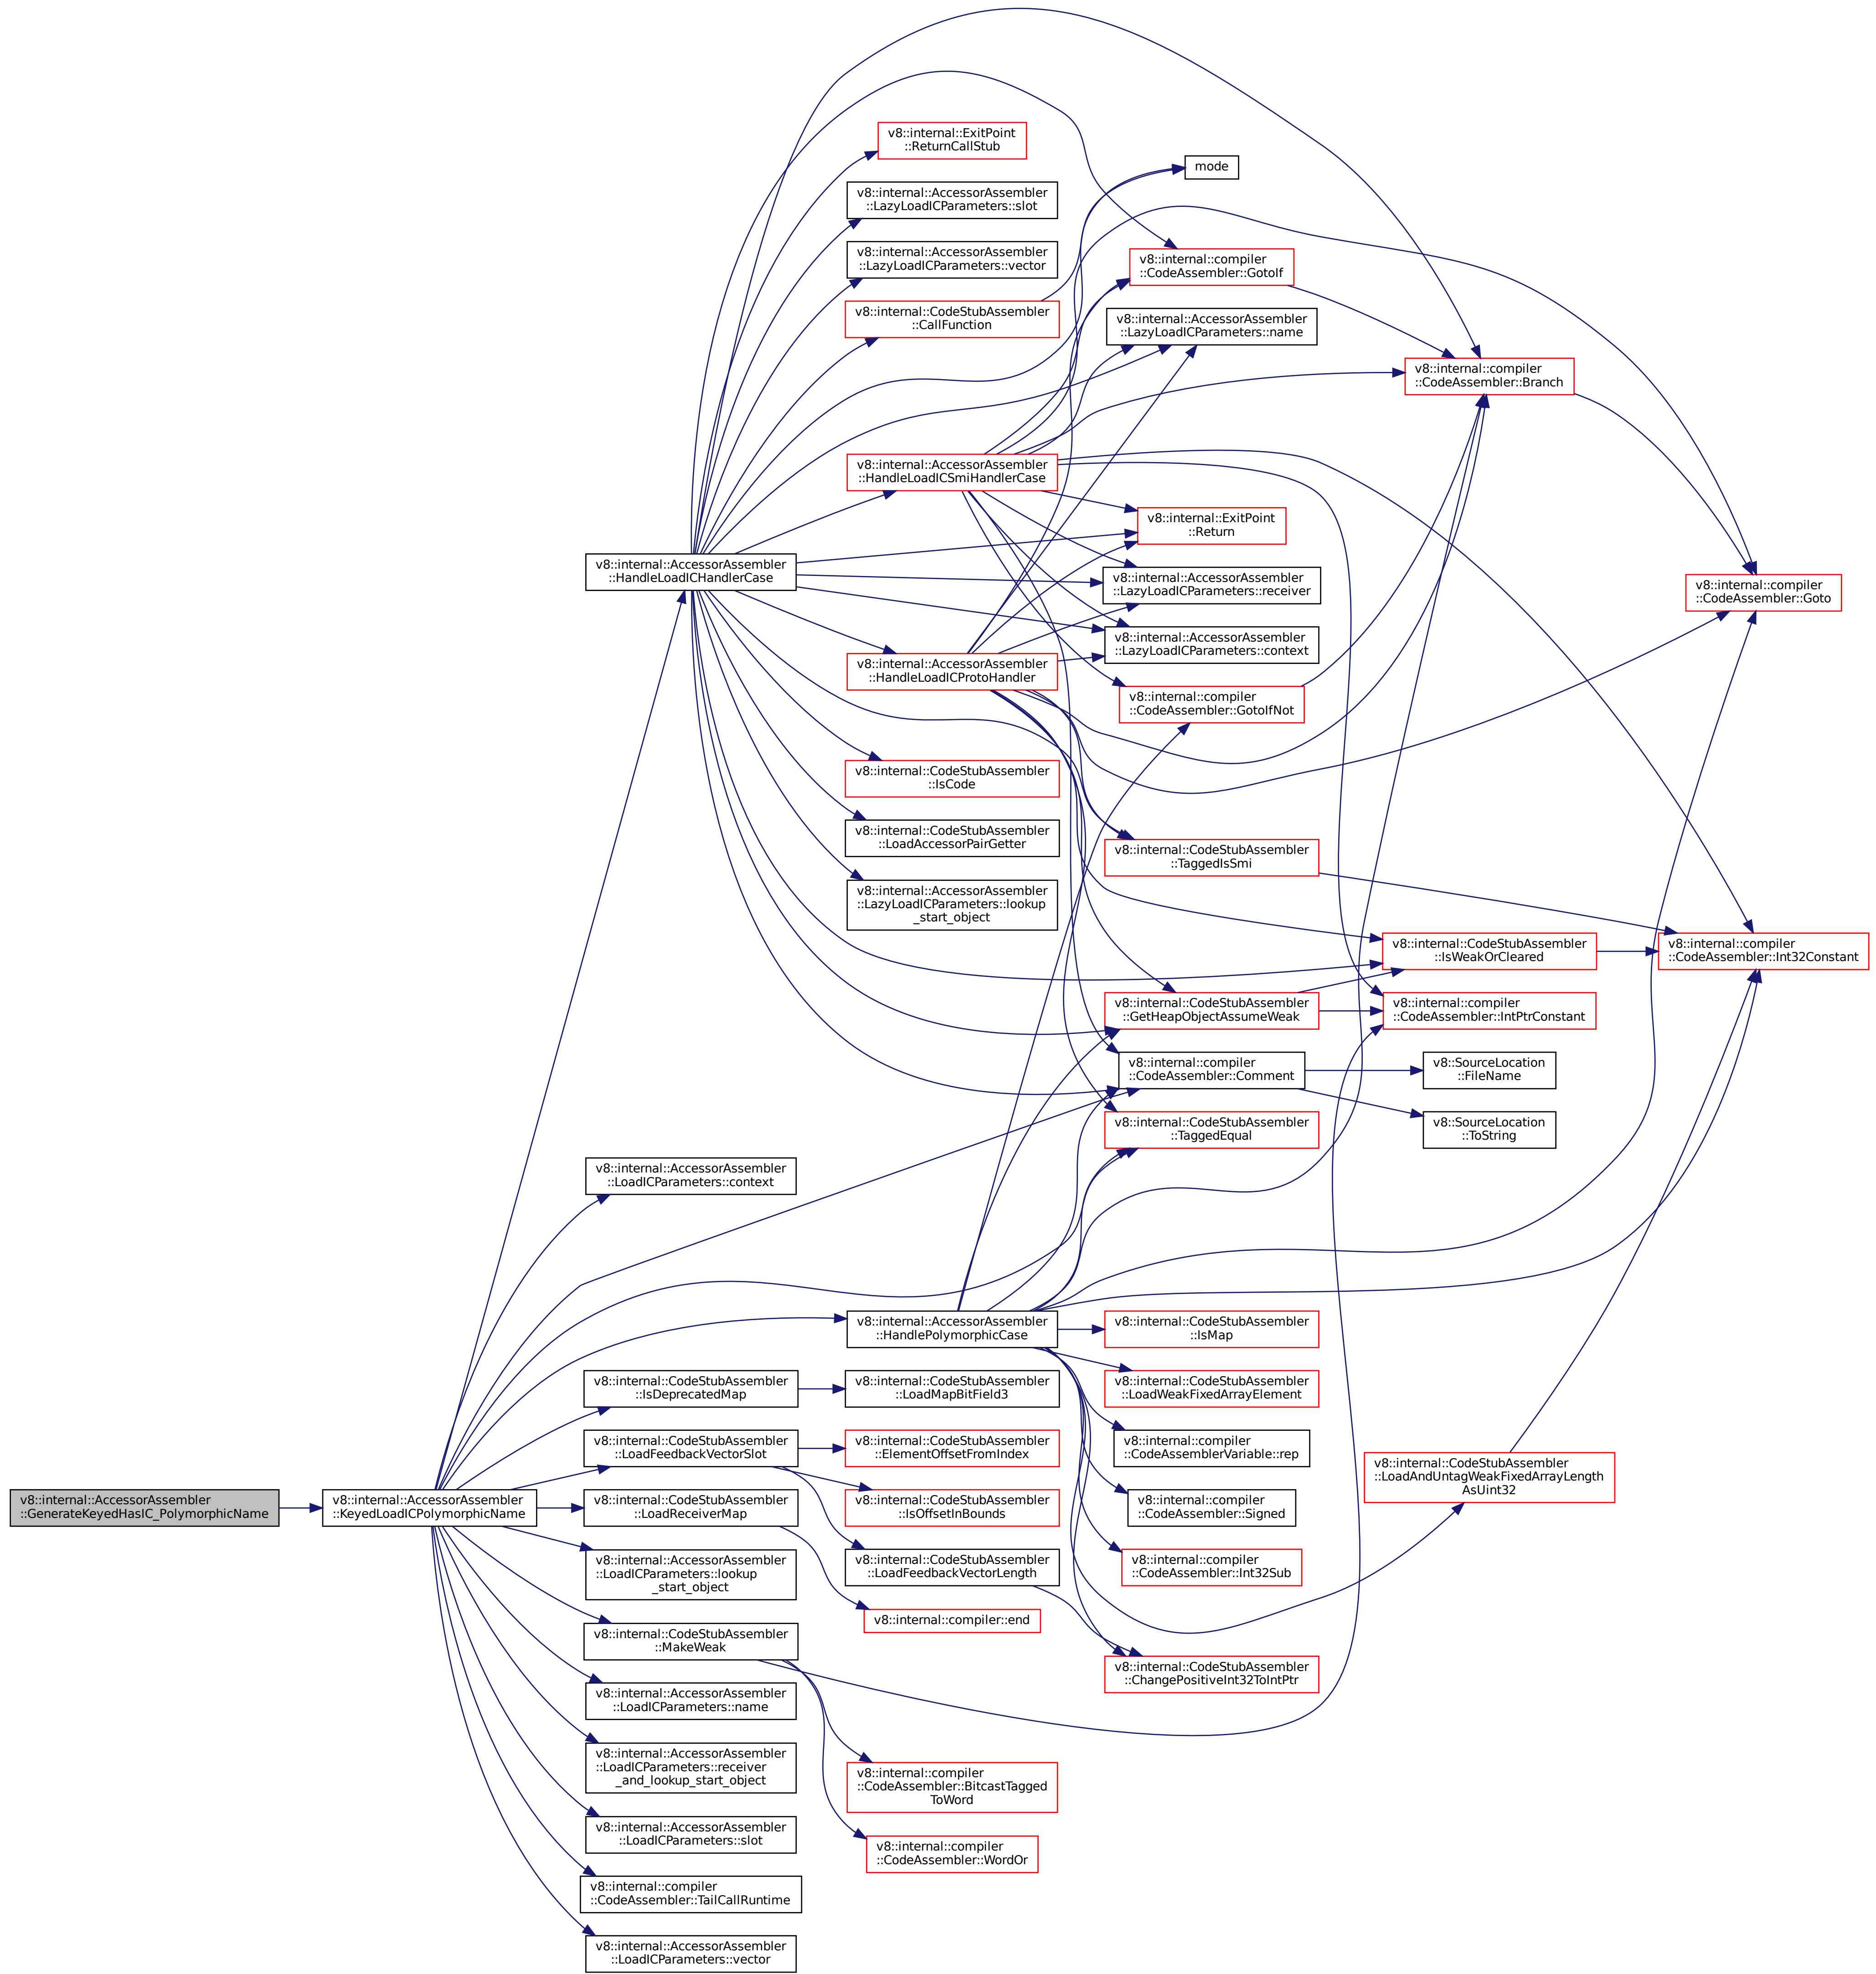 v8::internal::AccessorAssembler
::GenerateKeyedHasIC_PolymorphicName
v8::internal::AccessorAssembler
::KeyedLoadICPolymorphicName
v8::internal::AccessorAssembler
::HandleLoadICHandlerCase
v8::internal::AccessorAssembler
::LoadICParameters::context
v8::internal::CodeStubAssembler
::IsDeprecatedMap
v8::internal::CodeStubAssembler
::LoadFeedbackVectorSlot
v8::internal::CodeStubAssembler
::LoadReceiverMap
v8::internal::AccessorAssembler
::LoadICParameters::lookup
_start_object
v8::internal::CodeStubAssembler
::MakeWeak
v8::internal::AccessorAssembler
::LoadICParameters::name
v8::internal::AccessorAssembler
::LoadICParameters::receiver
_and_lookup_start_object
v8::internal::AccessorAssembler
::LoadICParameters::slot
v8::internal::compiler
::CodeAssembler::TailCallRuntime
v8::internal::AccessorAssembler
::LoadICParameters::vector
v8::internal::ExitPoint
::ReturnCallStub
v8::internal::AccessorAssembler
::LazyLoadICParameters::slot
v8::internal::AccessorAssembler
::LazyLoadICParameters::vector
v8::internal::CodeStubAssembler
::CallFunction
v8::internal::AccessorAssembler
::HandleLoadICSmiHandlerCase
v8::internal::AccessorAssembler
::HandleLoadICProtoHandler
v8::internal::CodeStubAssembler
::IsCode
v8::internal::CodeStubAssembler
::LoadAccessorPairGetter
v8::internal::AccessorAssembler
::LazyLoadICParameters::lookup
_start_object
v8::internal::AccessorAssembler
::HandlePolymorphicCase
v8::internal::CodeStubAssembler
::LoadMapBitField3
v8::internal::CodeStubAssembler
::ElementOffsetFromIndex
v8::internal::CodeStubAssembler
::IsOffsetInBounds
v8::internal::CodeStubAssembler
::LoadFeedbackVectorLength
v8::internal::compiler::end
v8::internal::compiler
::CodeAssembler::BitcastTagged
ToWord
v8::internal::compiler
::CodeAssembler::WordOr
mode
v8::internal::compiler
::CodeAssembler::GotoIf
v8::internal::AccessorAssembler
::LazyLoadICParameters::name
v8::internal::ExitPoint
::Return
v8::internal::AccessorAssembler
::LazyLoadICParameters::receiver
v8::internal::AccessorAssembler
::LazyLoadICParameters::context
v8::internal::compiler
::CodeAssembler::GotoIfNot
v8::internal::CodeStubAssembler
::TaggedIsSmi
v8::internal::CodeStubAssembler
::GetHeapObjectAssumeWeak
v8::internal::compiler
::CodeAssembler::Comment
v8::internal::CodeStubAssembler
::TaggedEqual
v8::internal::CodeStubAssembler
::IsMap
v8::internal::CodeStubAssembler
::LoadWeakFixedArrayElement
v8::internal::compiler
::CodeAssemblerVariable::rep
v8::internal::compiler
::CodeAssembler::Signed
v8::internal::compiler
::CodeAssembler::Int32Sub
v8::internal::CodeStubAssembler
::ChangePositiveInt32ToIntPtr
v8::internal::compiler
::CodeAssembler::Branch
v8::internal::CodeStubAssembler
::IsWeakOrCleared
v8::internal::compiler
::CodeAssembler::IntPtrConstant
v8::SourceLocation
::FileName
v8::SourceLocation
::ToString
v8::internal::CodeStubAssembler
::LoadAndUntagWeakFixedArrayLength
AsUint32
v8::internal::compiler
::CodeAssembler::Goto
v8::internal::compiler
::CodeAssembler::Int32Constant